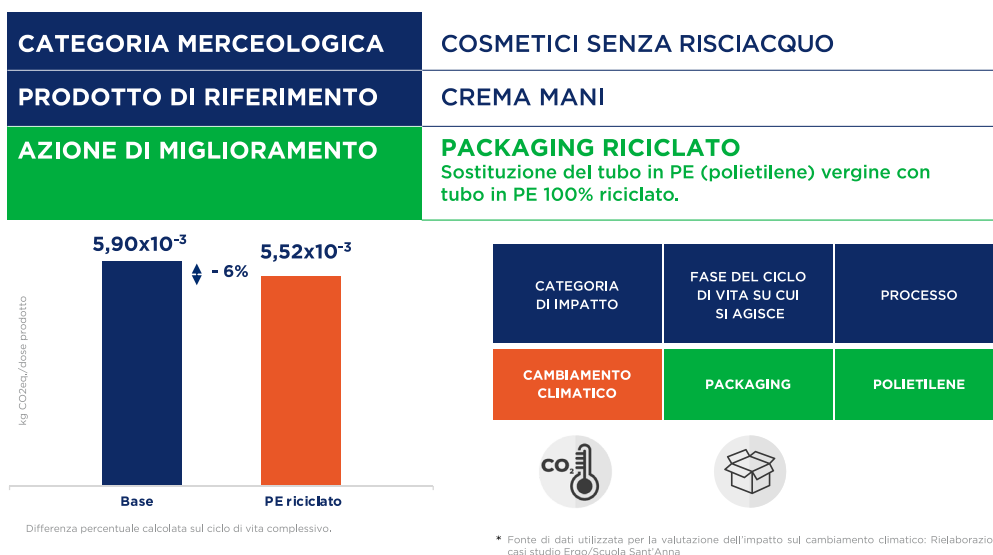 CATEGORIA MERCEOLOGICA
COSMETICI SENZA RISCIACQUO
PRODOTTO DI RIFERIMENTO
CREMA MANI
AZIONE DI MIGLIORAMENTO
PACKAGING RICICLATO
Sostituzione del tubo in PE (polietilene) vergine con
tubo in PE 100% riciclato.
5,90x10⁻³
- 6%
5,52x10⁻³
kg CO2eq./dose prodotto
Base
PE riciclato
Differenza percentuale calcolata sul ciclo di vita complessivo.
CATEGORIA
DI IMPATTO
FASE DEL CICLO
DI VITA SU CUI
SI AGISCE
PROCESSO
CAMBIAMENTO
CLIMATICO
PACKAGING
POLIETILENE
CO₂
* Fonte di dati utilizzata per la valutazione dell'impatto sul cambiamento climatico: Rielaborazio
casi studio Ergo/Scuola Sant'Anna